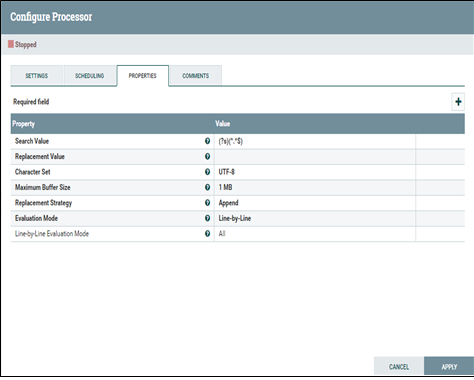 Configure Processor
Stopped
SETTINGS SCHEDULING PROPERTIES COMMENTS
Required field
Property Value
Search Value (?s)(^.^$)
Replacement Value
Character Set UTF-8
Maximum Buffer Size 1 MB
Replacement Strategy Append
Evaluation Mode Line-by-Line
Line-by-Line Evaluation Mode All
CANCEL APPLY